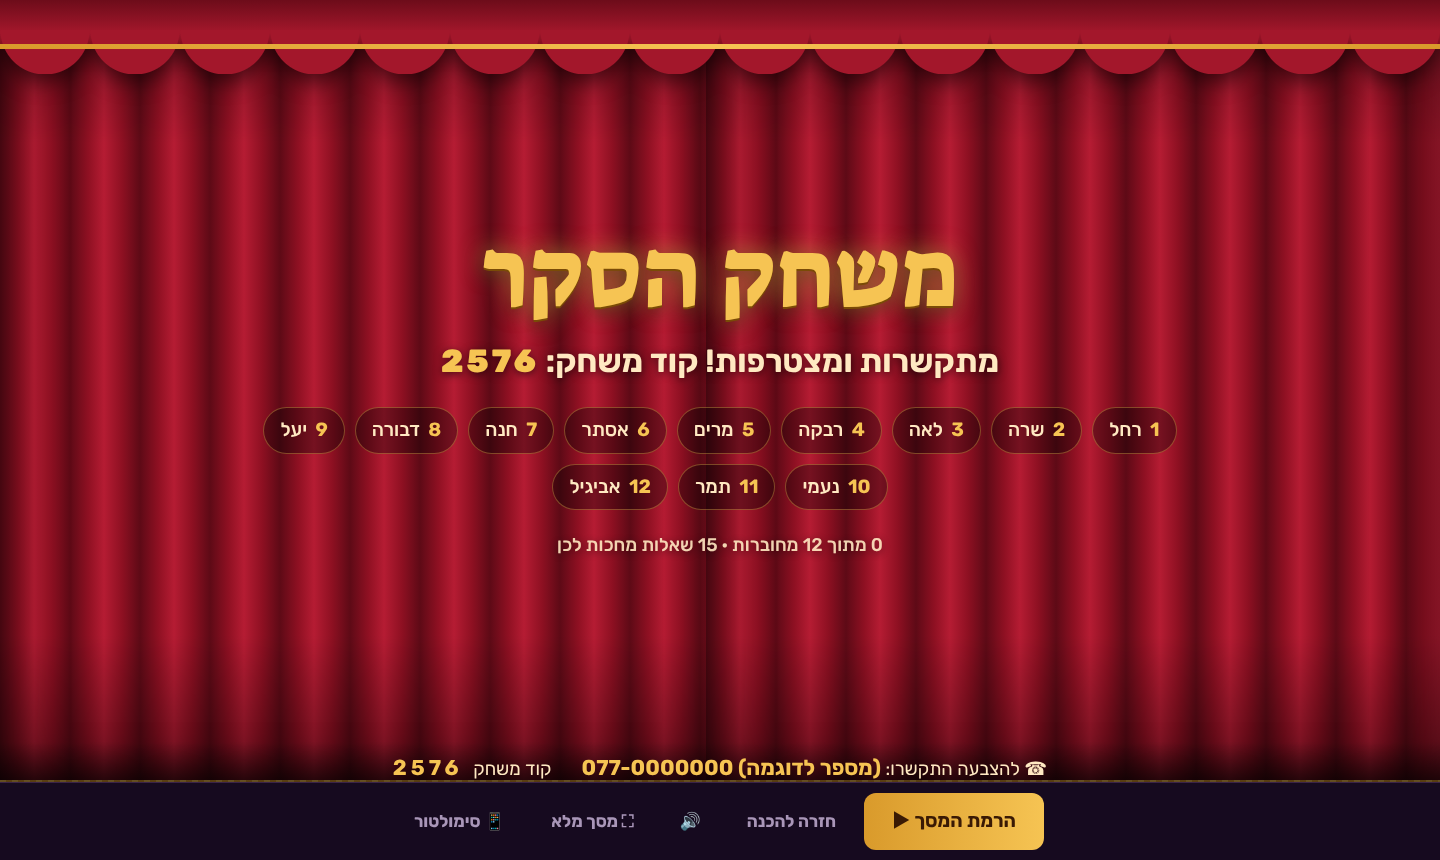 משחק הסקר
מתקשרות ומצטרפות! קוד משחק: 2576
1 רחל 2 שרה 3 לאה 4 רבקה 5 מרים 6 אסתר 7 חנה 8 דבורה 9 יעל
10 נעמי 11 תמר 12 אביגיל
0 מתוך 12 מחוברות • 15 שאלות מחכות לכן
☎ להצבעה התקשרו: 077-0000000 (מספר לדוגמה) קוד משחק 2576
הרמת המסך ▶ חזרה להכנה 🔊 ⛶ מסך מלא 📱 סימולטור